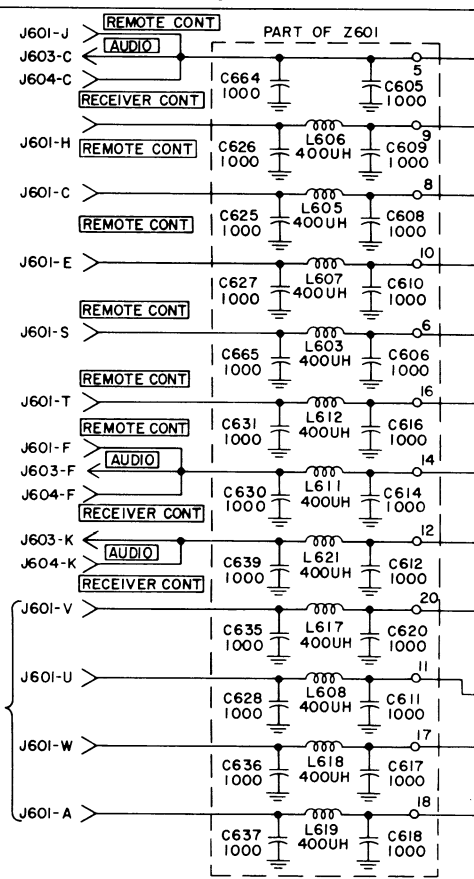 REMOTE CONT
J601-J
PART OF Z601
AUDIO
J603-C
5
J604-C
C664
1000
C605
1000
RECEIVER CONT
9
J601-H
REMOTE CONT
C626
1000
L606
400UH
C609
1000
8
J601-C
REMOTE CONT
C625
1000
L605
400UH
C608
1000
10
J601-E
C627
1000
L607
400UH
C610
1000
REMOTE CONT
6
J601-S
C665
1000
L603
400UH
C606
1000
REMOTE CONT
16
J601-T
REMOTE CONT
C631
1000
L612
400UH
C616
1000
J601-F
AUDIO
14
J603-F
J604-F
C630
1000
L611
400UH
C614
1000
RECEIVER CONT
12
J603-K
AUDIO
J604-K
C639
1000
L621
400UH
C612
1000
RECEIVER CONT
20
J601-V
C635
1000
L617
400UH
C620
1000
11
J601-U
C628
1000
L608
400UH
C611
1000
17
J601-W
C636
1000
L618
400UH
C617
1000
18
J601-A
C637
1000
L619
400UH
C618
1000